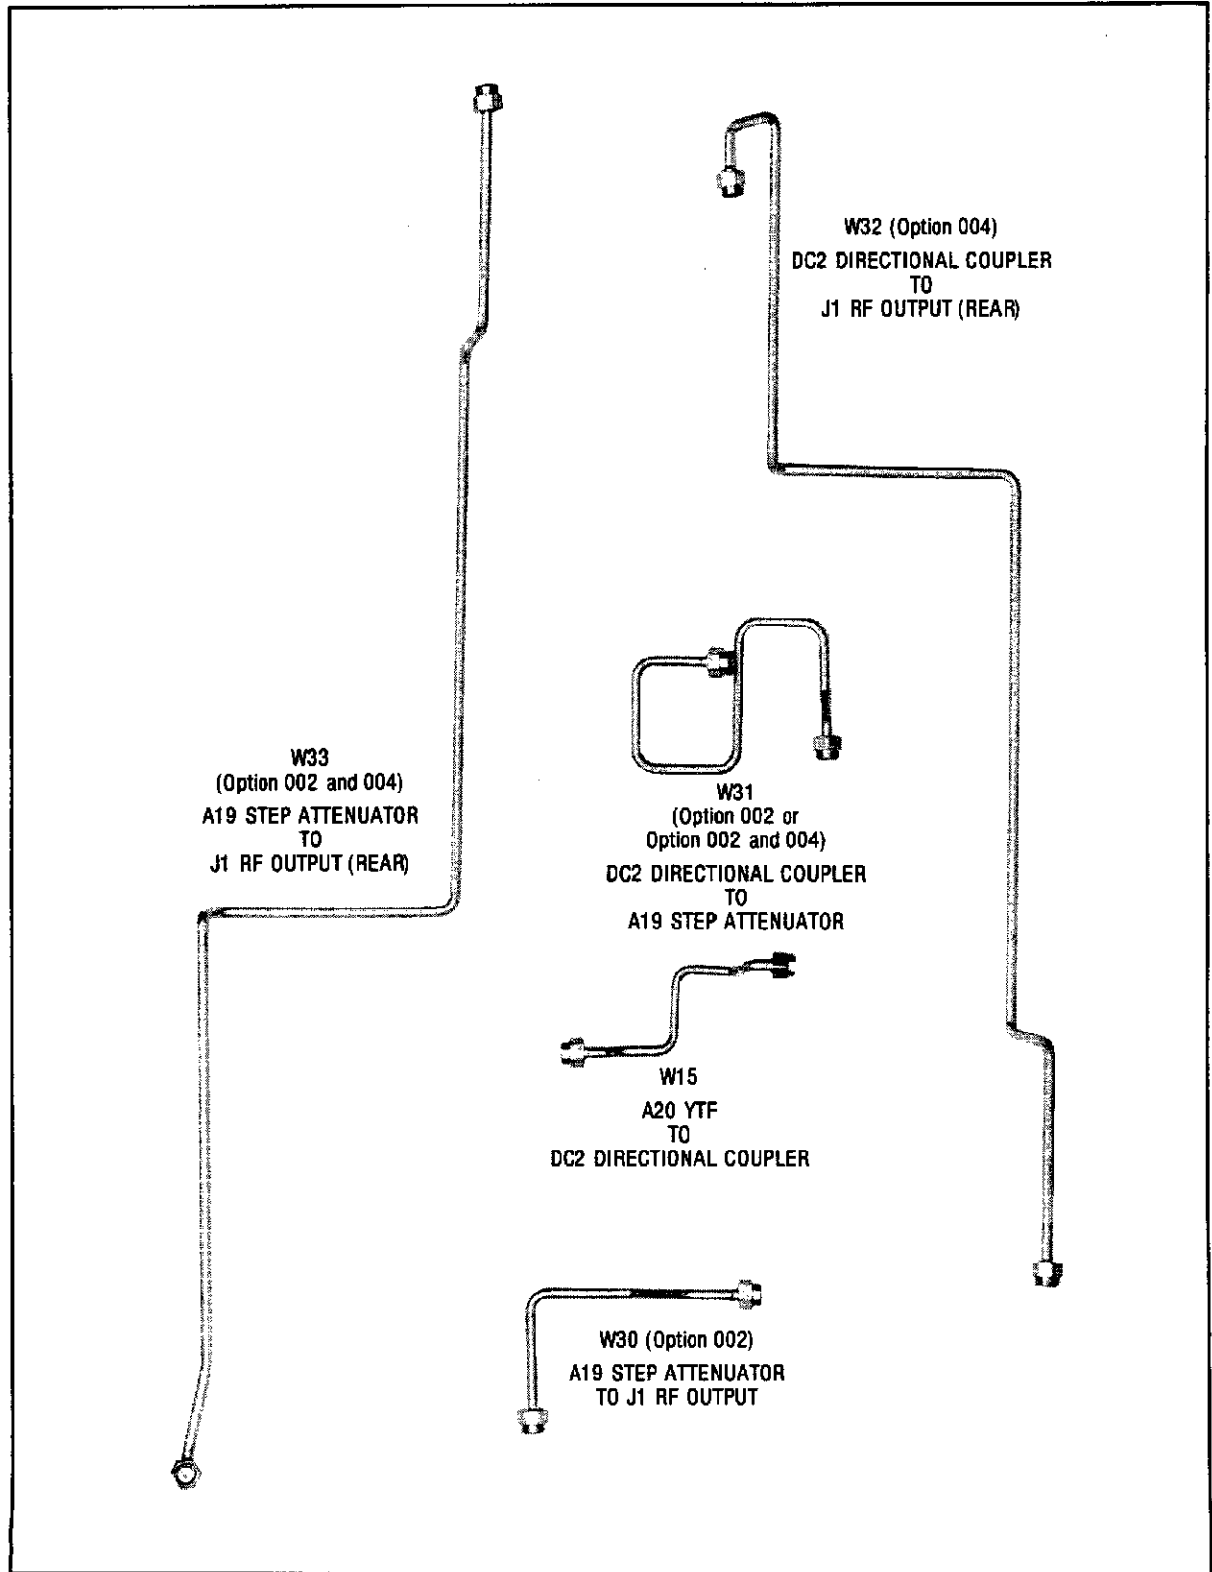 W32 (Option 004)
DC2 DIRECTIONAL COUPLER
TO
J1 RF OUTPUT (REAR)
W33
(Option 002 and 004)
A19 STEP ATTENUATOR
TO
J1 RF OUTPUT (REAR)
W31
(Option 002 or
Option 002 and 004)
DC2 DIRECTIONAL COUPLER
TO
A19 STEP ATTENUATOR
W15
A20 YTF
TO
DC2 DIRECTIONAL COUPLER
W30 (Option 002)
A19 STEP ATTENUATOR
TO J1 RF OUTPUT